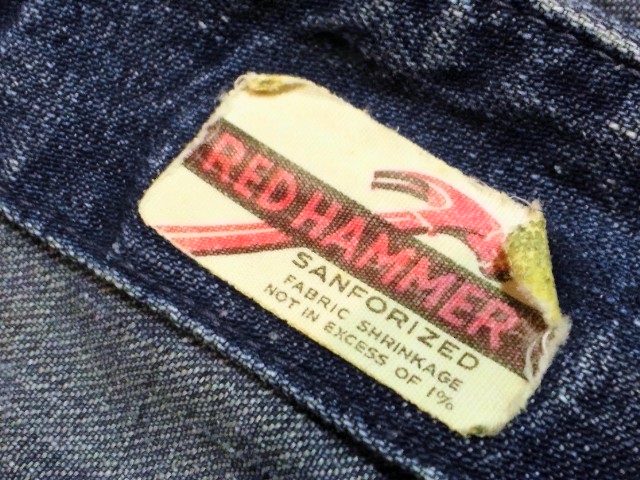 RED HAMMER
SANFORIZED
FABRIC SHRINKAGE
NOT IN EXCESS OF 1%